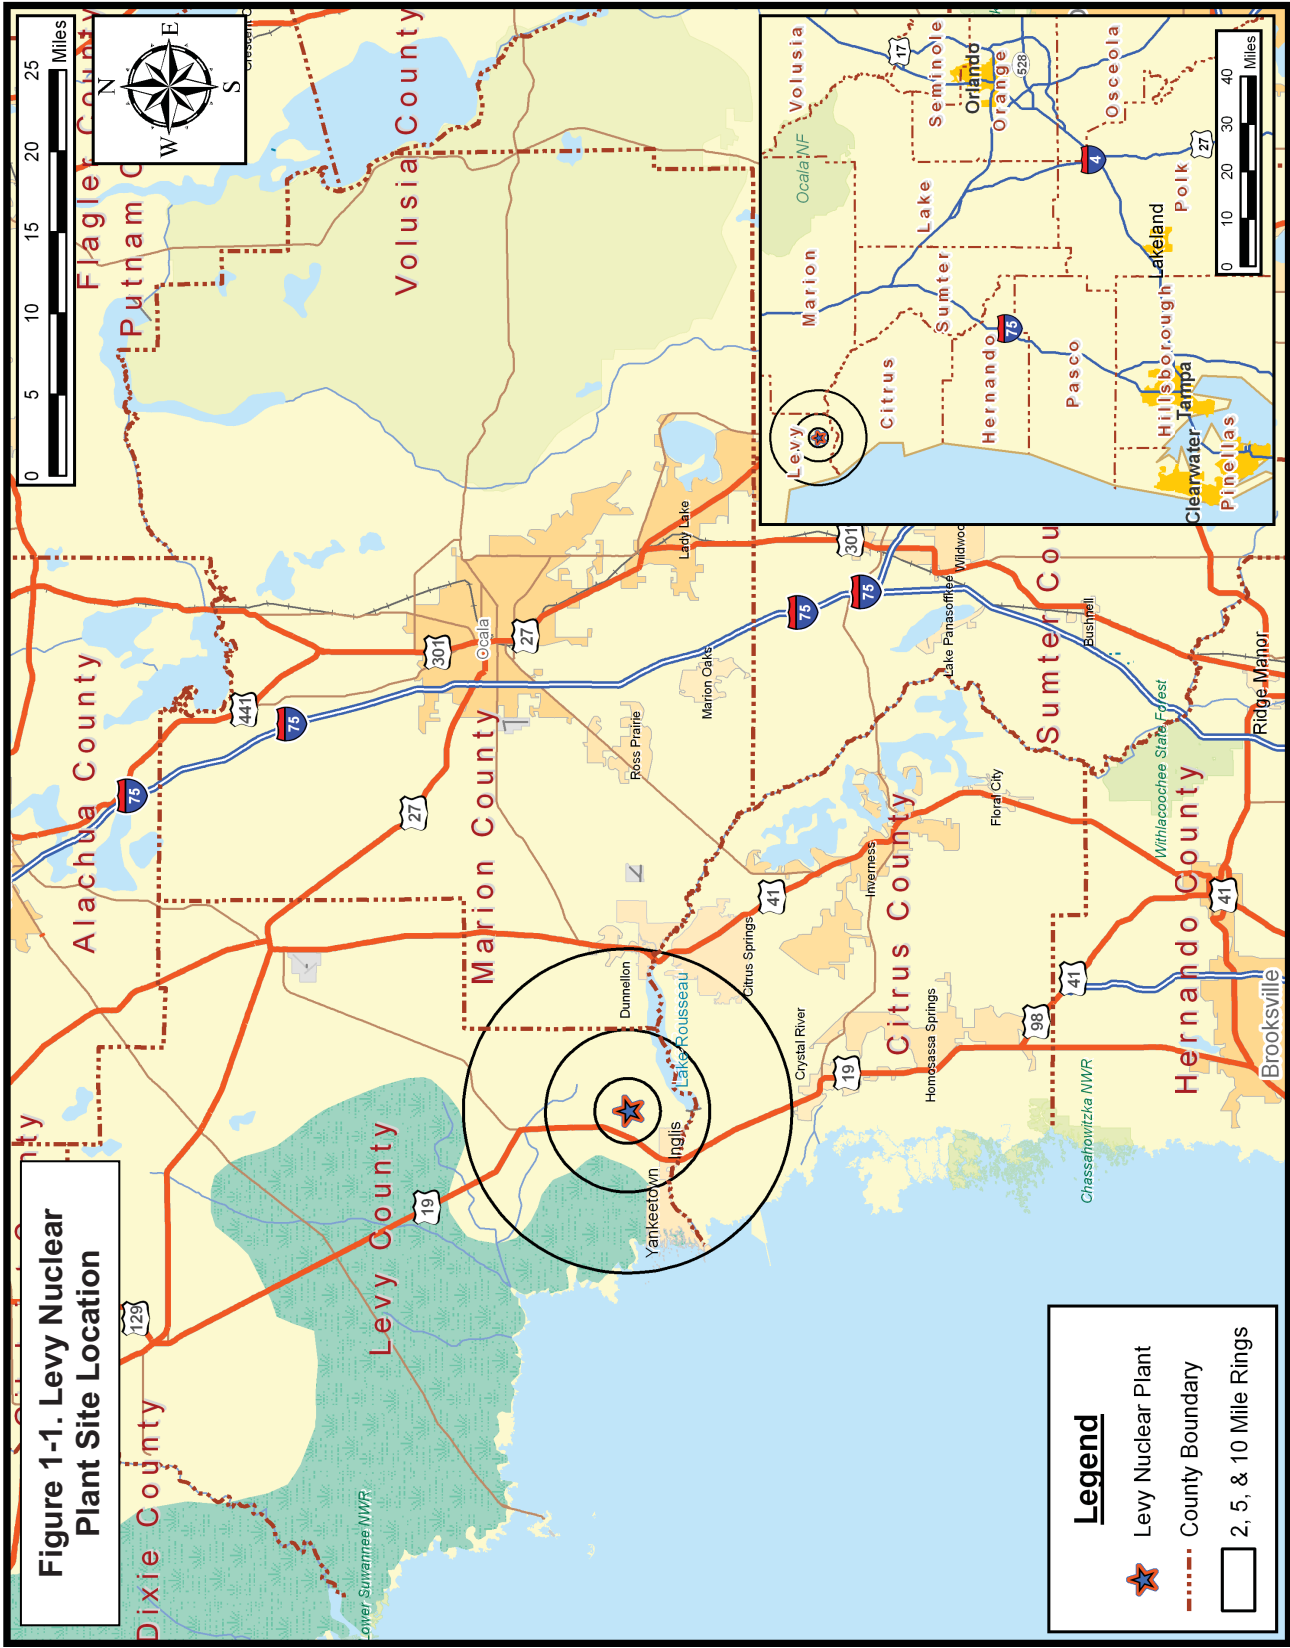 Figure 1-1. Levy Nuclear
Plant Site Location
0 5 10 15 20 25
Miles
N
W E
S
Dixie County
Alachua County
Putnam C
Flagler County
Volusia County
Levy County
Marion County
Citrus County
Sumter Cou
Hernando County
Lower Suwannee NWR
129
19
27
441
75
75
301
Ocala
27
Ross Prairie
Marion Oaks
Lady Lake
75
75
301
Dunnellon
Lake Rousseau
Inglis
Yankeetown
Citrus Springs
41
Crystal River
19
Inverness
Homosassa Springs
Floral City
Lake Panasoffkee
Wildwoo
Bushnell
98
41
Chassahowitzka NWR
Withlacoochee State Forest
41
Ridge Manor
Brooksville
Legend
Levy Nuclear Plant
County Boundary
2, 5, & 10 Mile Rings
Levy
Marion
Ocala NF
Volusia
Citrus
Sumter
Lake
Seminole
17
Orlando
Orange
528
Hernando
75
Pasco
Osceola
4
Polk
27
Hillsborough
Lakeland
Tampa
Clearwater
Pinellas
0 10 20 30 40
Miles